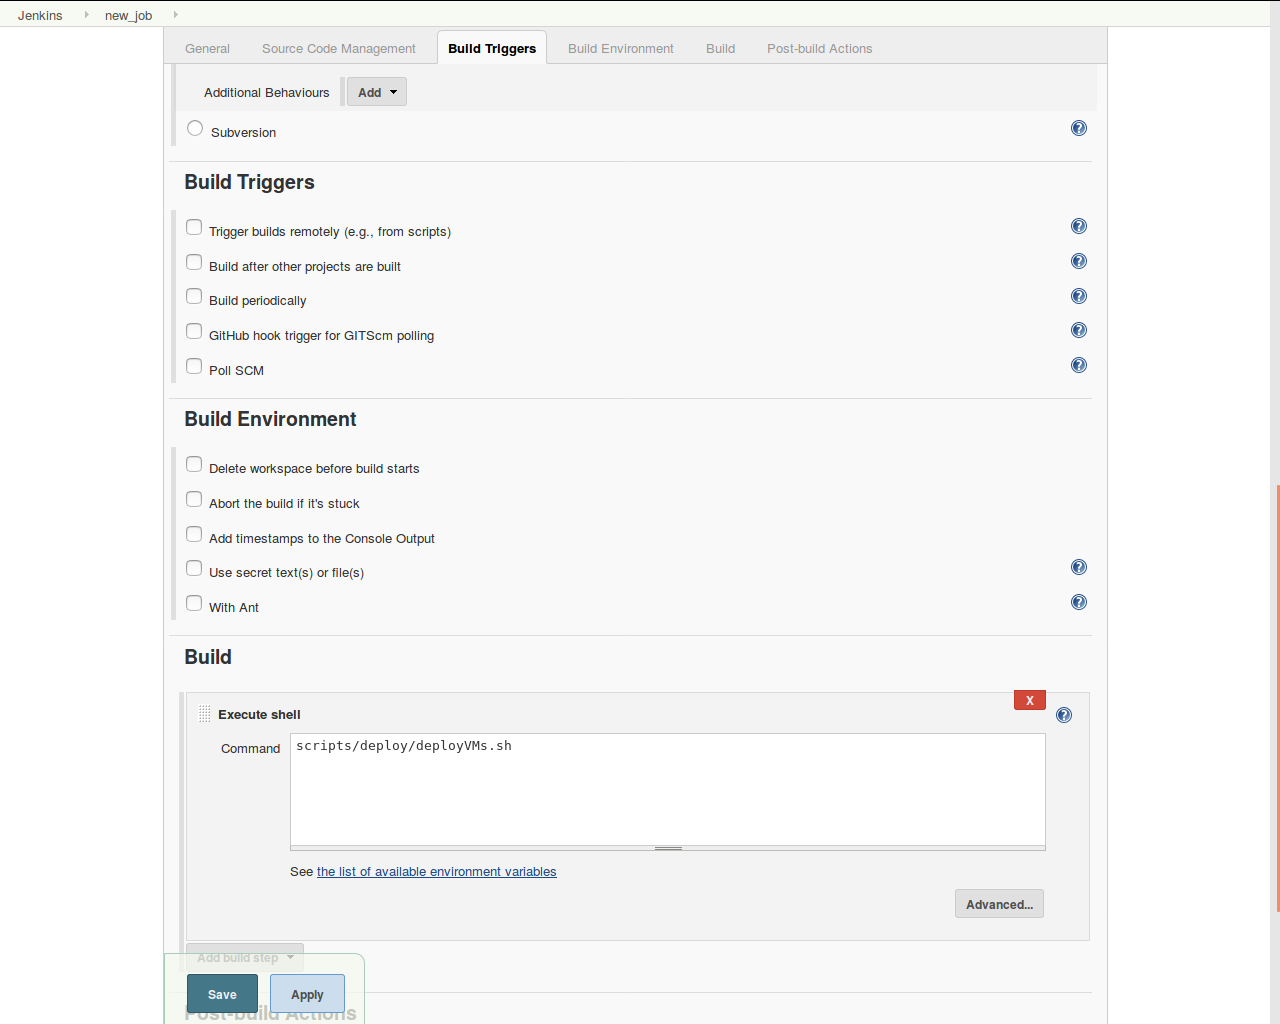 Jenkins new_job
General Source Code Management Build Triggers Build Environment Build Post-build Actions
Additional Behaviours Add
Subversion
Build Triggers
Trigger builds remotely (e.g., from scripts)
Build after other projects are built
Build periodically
GitHub hook trigger for GITScm polling
Poll SCM
Build Environment
Delete workspace before build starts
Abort the build if it's stuck
Add timestamps to the Console Output
Use secret text(s) or file(s)
With Ant
Build
X
Execute shell
Command scripts/deploy/deployVMs.sh
See the list of available environment variables
Advanced...
Add build step
Save Apply
Post-build Actions